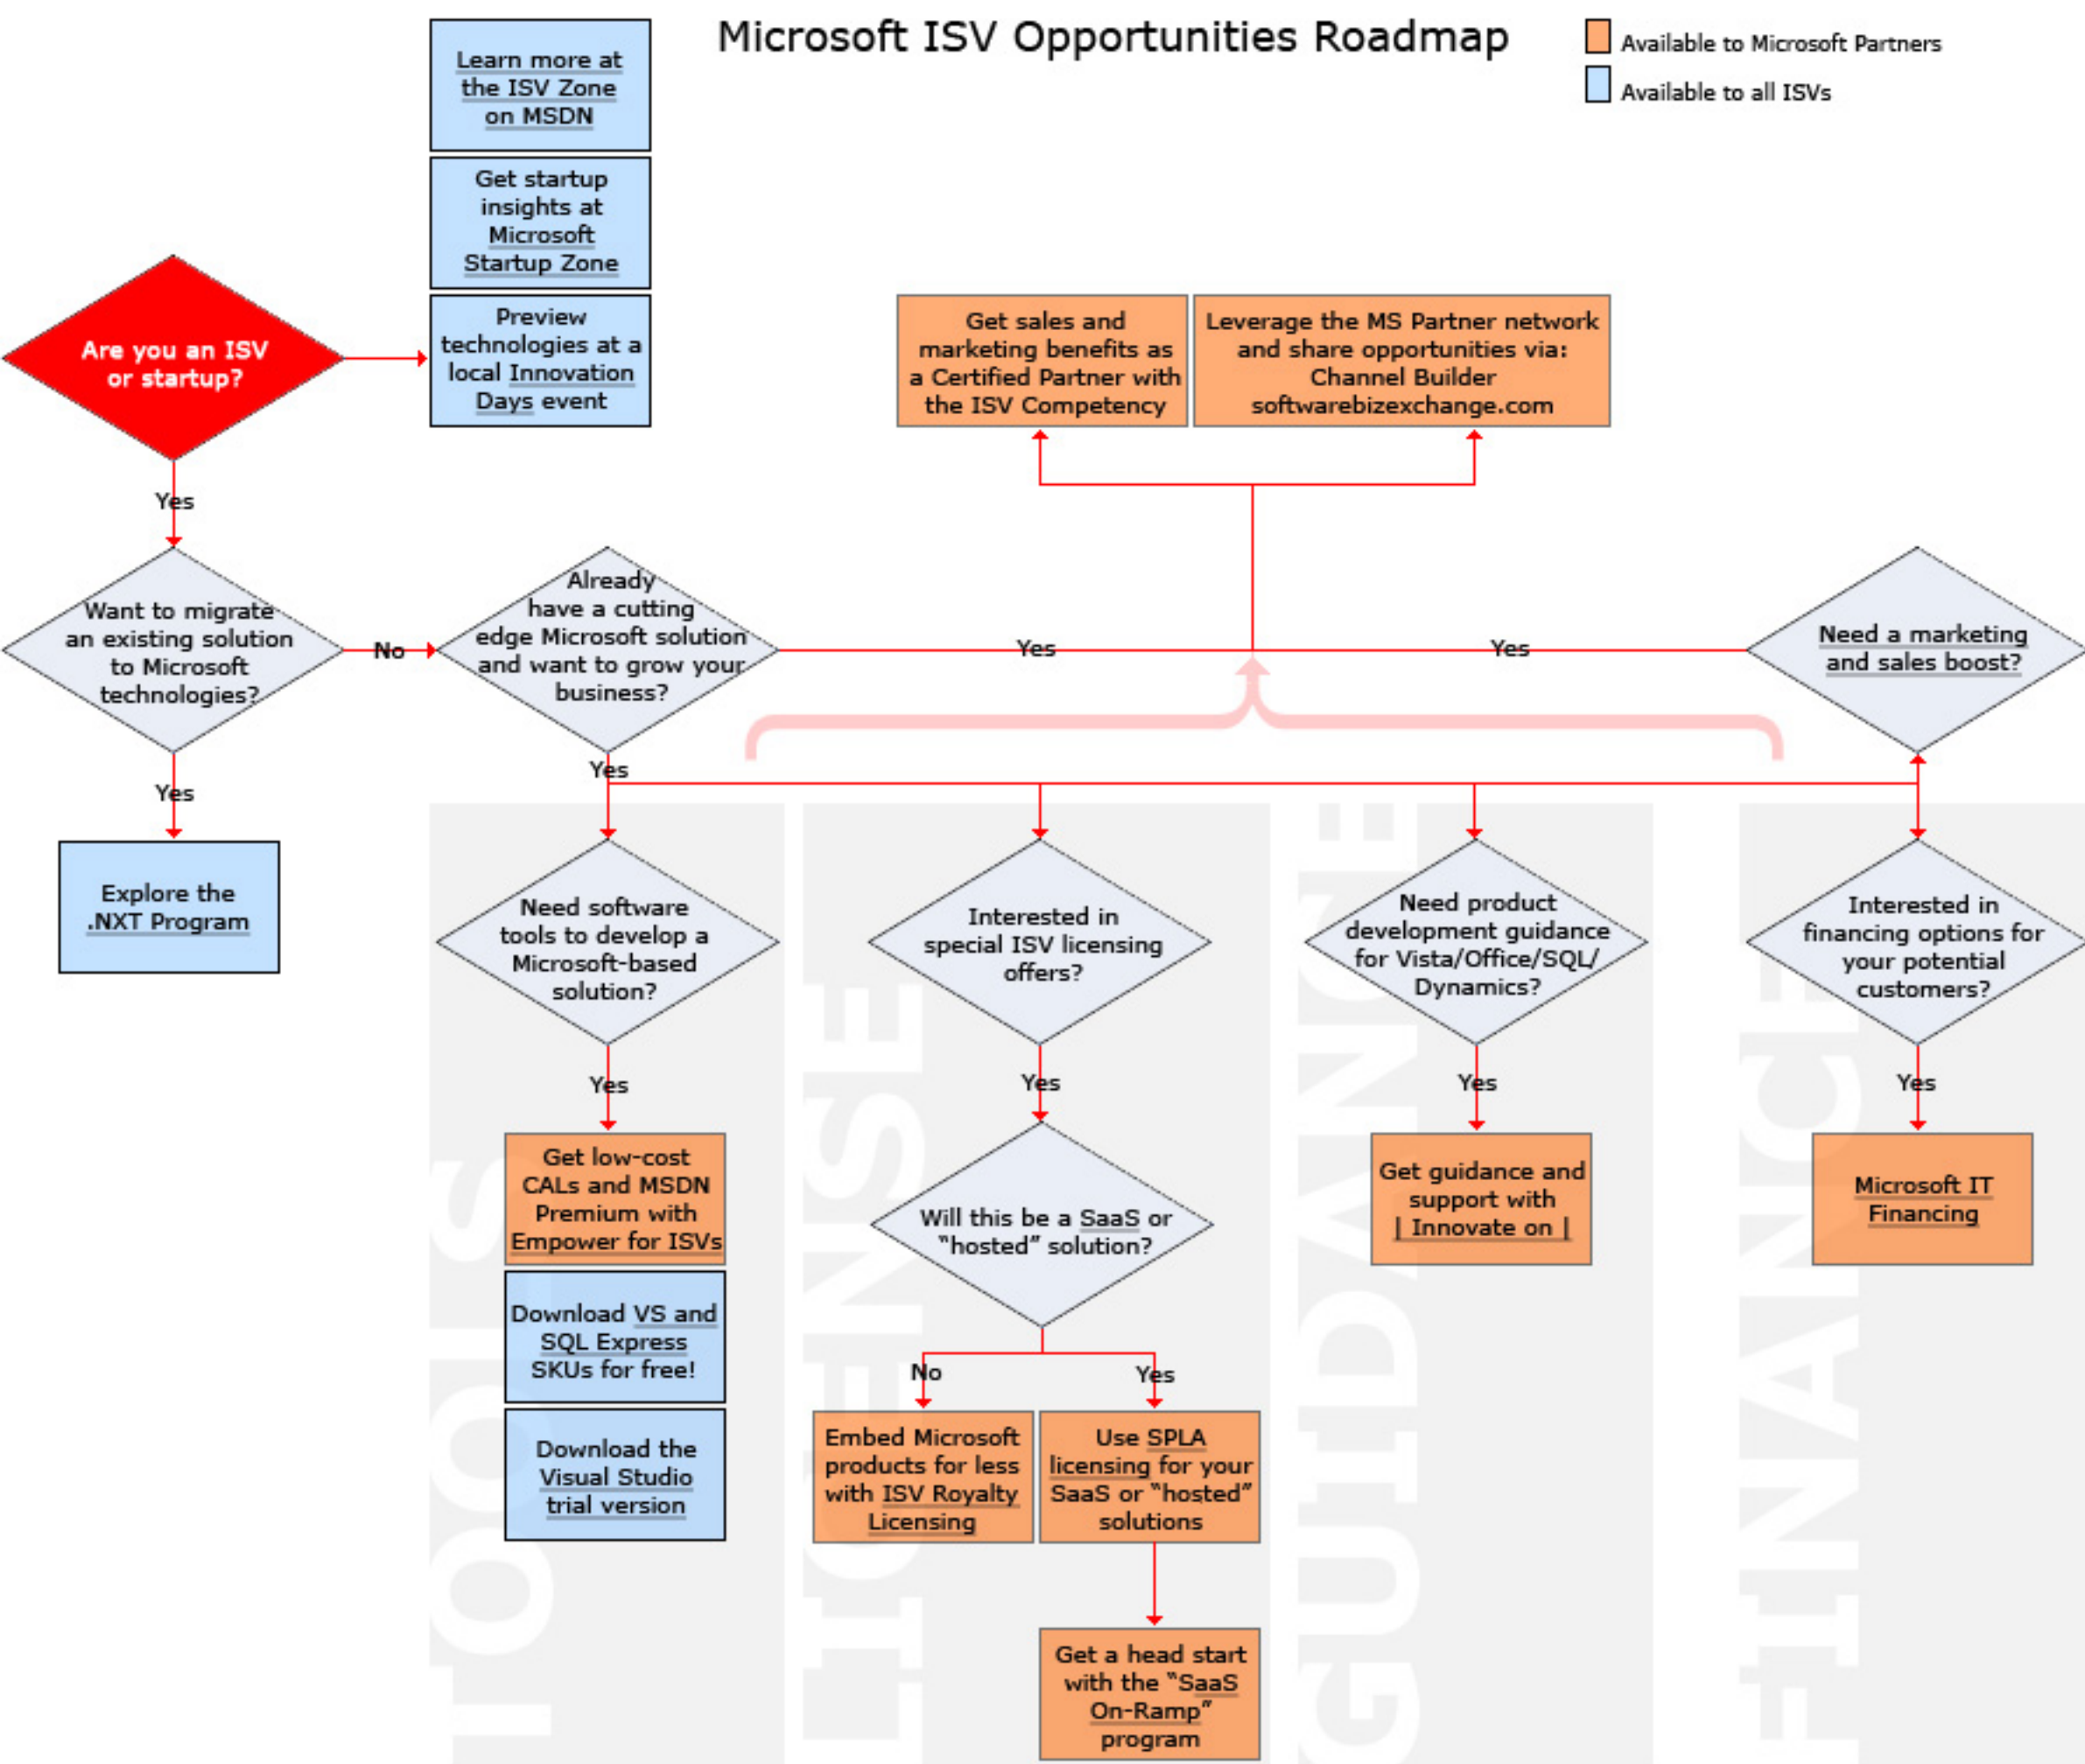 Microsoft ISV Opportunities Roadmap
Available to Microsoft Partners
Available to all ISVs
Learn more at
the ISV Zone
on MSDN
Get startup
insights at
Microsoft
Startup Zone
Preview
technologies at a
local Innovation
Days event
Are you an ISV
or startup?
Get sales and
marketing benefits as
a Certified Partner with
the ISV Competency
Leverage the MS Partner network
and share opportunities via:
Channel Builder
softwarebizexchange.com
Yes
Want to migrate
an existing solution
to Microsoft
technologies?
No
Already
have a cutting
edge Microsoft solution
and want to grow your
business?
Yes
Yes
Need a marketing
and sales boost?
Yes
Yes
Explore the
.NXT Program
TOOLS
Need software
tools to develop a
Microsoft-based
solution?
Yes
Get low-cost
CALs and MSDN
Premium with
Empower for ISVs
Download VS and
SQL Express
SKUs for free!
Download the
Visual Studio
trial version
LICENSE
Interested in
special ISV licensing
offers?
Yes
Will this be a SaaS or
“hosted” solution?
No
Yes
Embed Microsoft
products for less
with ISV Royalty
Licensing
Use SPLA
licensing for your
SaaS or “hosted”
solutions
Get a head start
with the “SaaS
On-Ramp”
program
GUIDANCE
Need product
development guidance
for Vista/Office/SQL/
Dynamics?
Yes
Get guidance and
support with
| Innovate on |
FINANCE
Interested in
financing options for
your potential
customers?
Yes
Microsoft IT
Financing